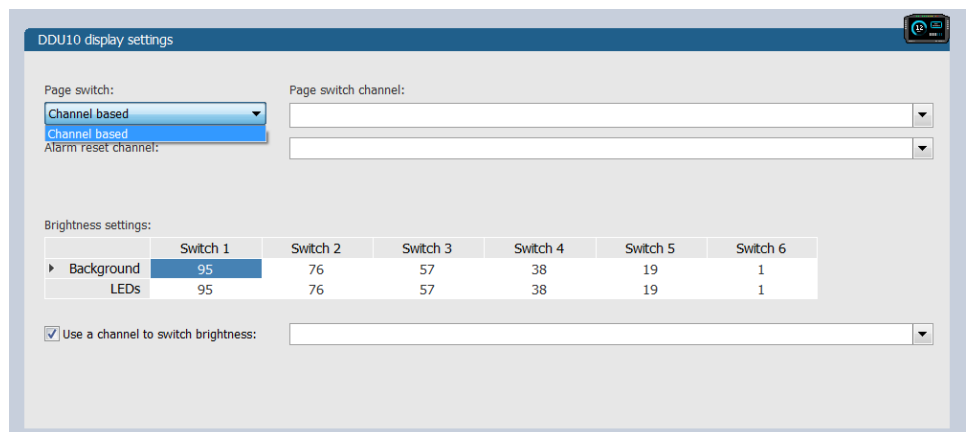 DDU10 display settings
12
Page switch: Page switch channel:
Channel based
Channel based
Alarm reset channel:
Brightness settings:
Switch 1 Switch 2 Switch 3 Switch 4 Switch 5 Switch 6
Background 95 76 57 38 19 1
LEDs 95 76 57 38 19 1
Use a channel to switch brightness: